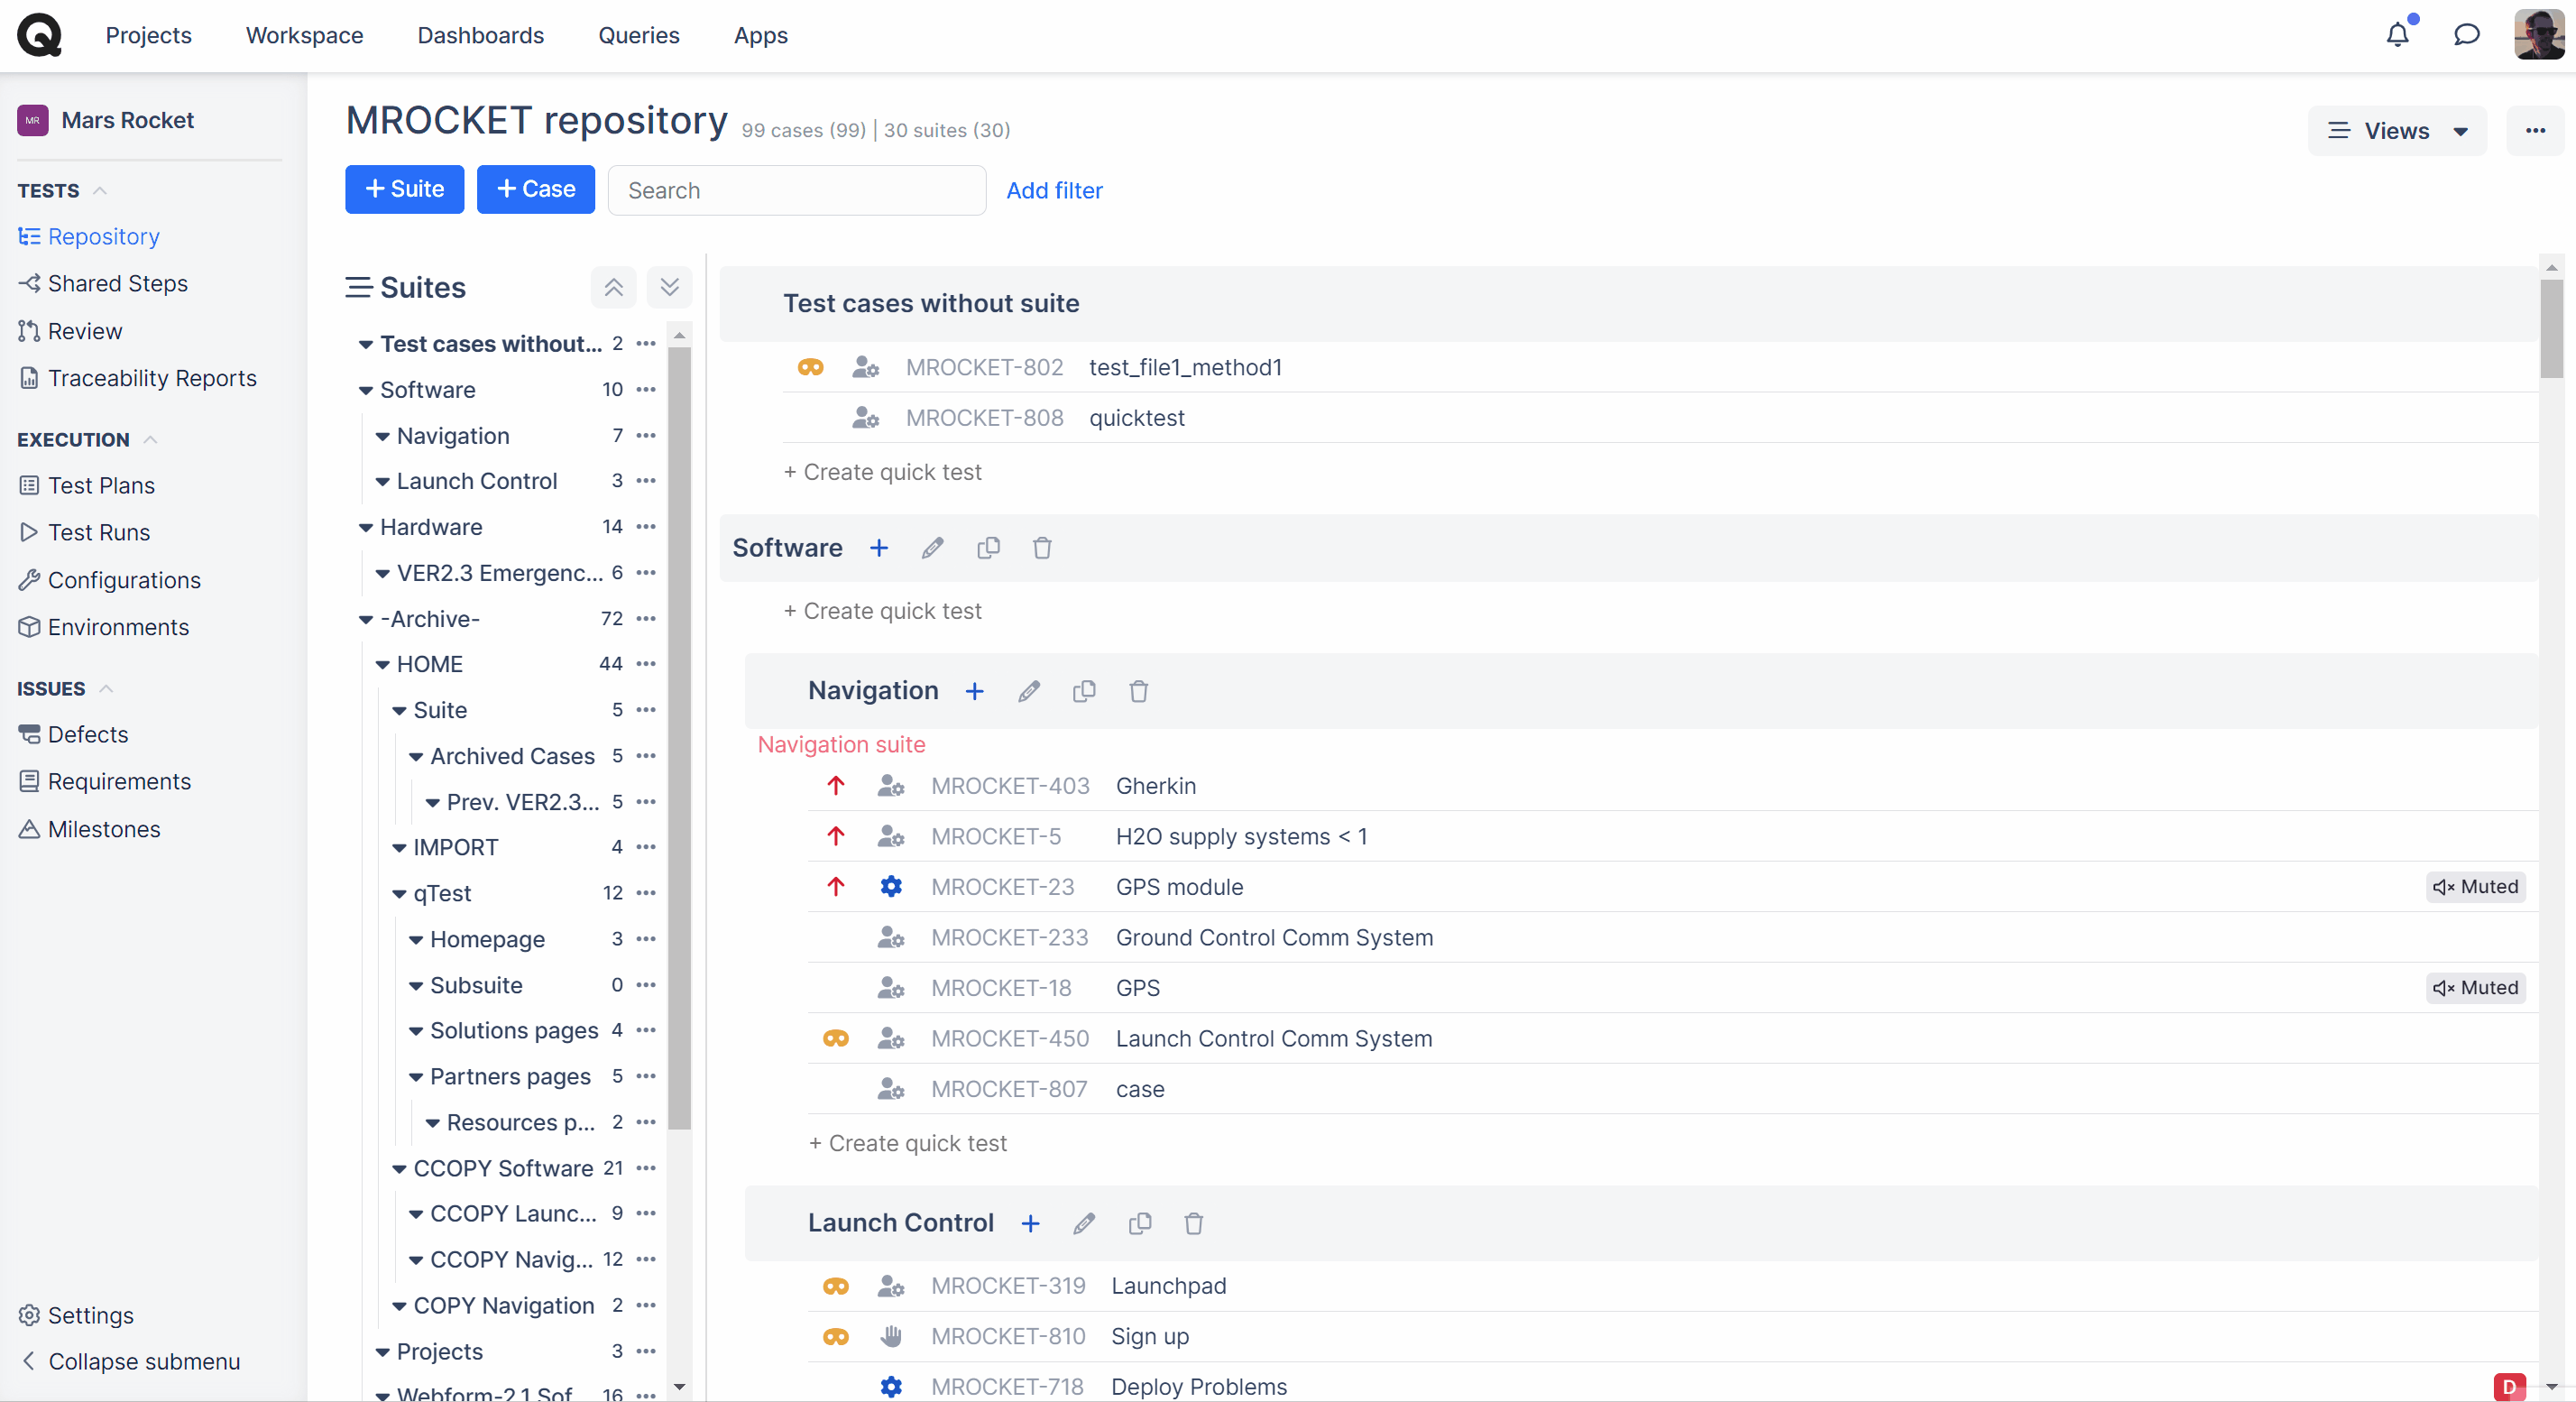 Projects Workspace Dashboards Queries Apps
MR Mars Rocket
TESTS
Repository
Shared Steps
Review
Traceability Reports
EXECUTION
Test Plans
Test Runs
Configurations
Environments
ISSUES
Defects
Requirements
Milestones
Settings
Collapse submenu
MROCKET repository 99 cases (99) | 30 suites (30)
Views
+ Suite
+ Case
Search
Add filter
Suites
Test cases without... 2
Software 10
Navigation 7
Launch Control 3
Hardware 14
VER2.3 Emergenc... 6
-Archive- 72
HOME 44
Suite 5
Archived Cases 5
Prev. VER2.3... 5
IMPORT 4
qTest 12
Homepage 3
Subsuite 0
Solutions pages 4
Partners pages 5
Resources p... 2
CCOPY Software 21
CCOPY Launc... 9
CCOPY Navig... 12
COPY Navigation 2
Projects 3
Webform-2.1 Sof 16
Test cases without suite
MROCKET-802 test_file1_method1
MROCKET-808 quicktest
+ Create quick test
Software
+ Create quick test
Navigation
Navigation suite
MROCKET-403 Gherkin
MROCKET-5 H2O supply systems < 1
MROCKET-23 GPS module Muted
MROCKET-233 Ground Control Comm System
MROCKET-18 GPS Muted
MROCKET-450 Launch Control Comm System
MROCKET-807 case
+ Create quick test
Launch Control
MROCKET-319 Launchpad
MROCKET-810 Sign up
MROCKET-718 Deploy Problems D